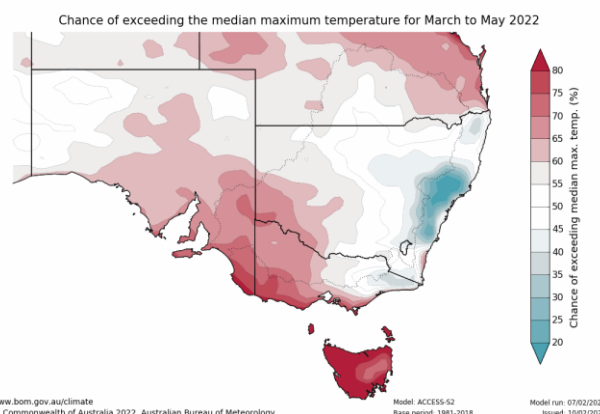 Chance of exceeding the median maximum temperature for March to May 2022
80
75
70
65
60
55
50
45
40
35
30
25
20
Chance of exceeding median max. temp. (%)
ww.bom.gov.au/climate
Commonwealth of Australia 2022, Australian Bureau of Meteorology
Model: ACCESS-S2
Base period: 1981-2018
Model run: 07/02/202
Issued: 10/02/202